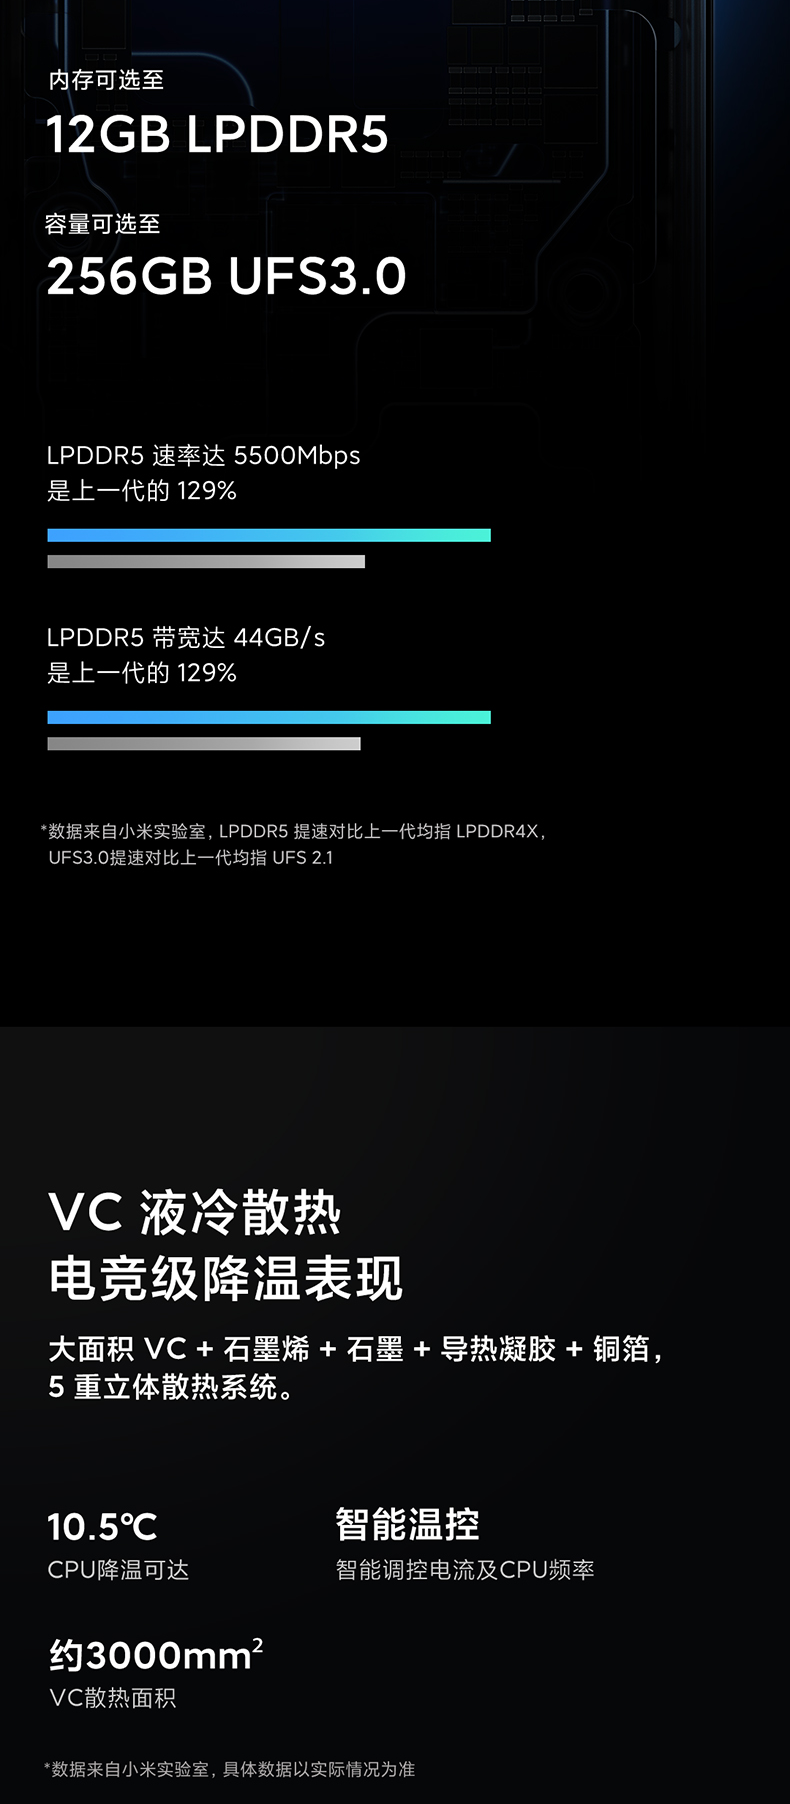 内存可选至
12GB LPDDR5
容量可选至
256GB UFS3.0
LPDDR5 速率达 5500Mbps
是上一代的 129%
LPDDR5 带宽达 44GB/s
是上一代的 129%
*数据来自小米实验室，LPDDR5 提速对比上一代均指 LPDDR4X，
UFS3.0提速对比上一代均指 UFS 2.1
VC 液冷散热
电竞级降温表现
大面积 VC + 石墨烯 + 石墨 + 导热凝胶 + 铜箔，
5 重立体散热系统。
10.5℃ 智能温控
CPU降温可达 智能调控电流及CPU频率
约3000mm²
VC散热面积
*数据来自小米实验室，具体数据以实际情况为准